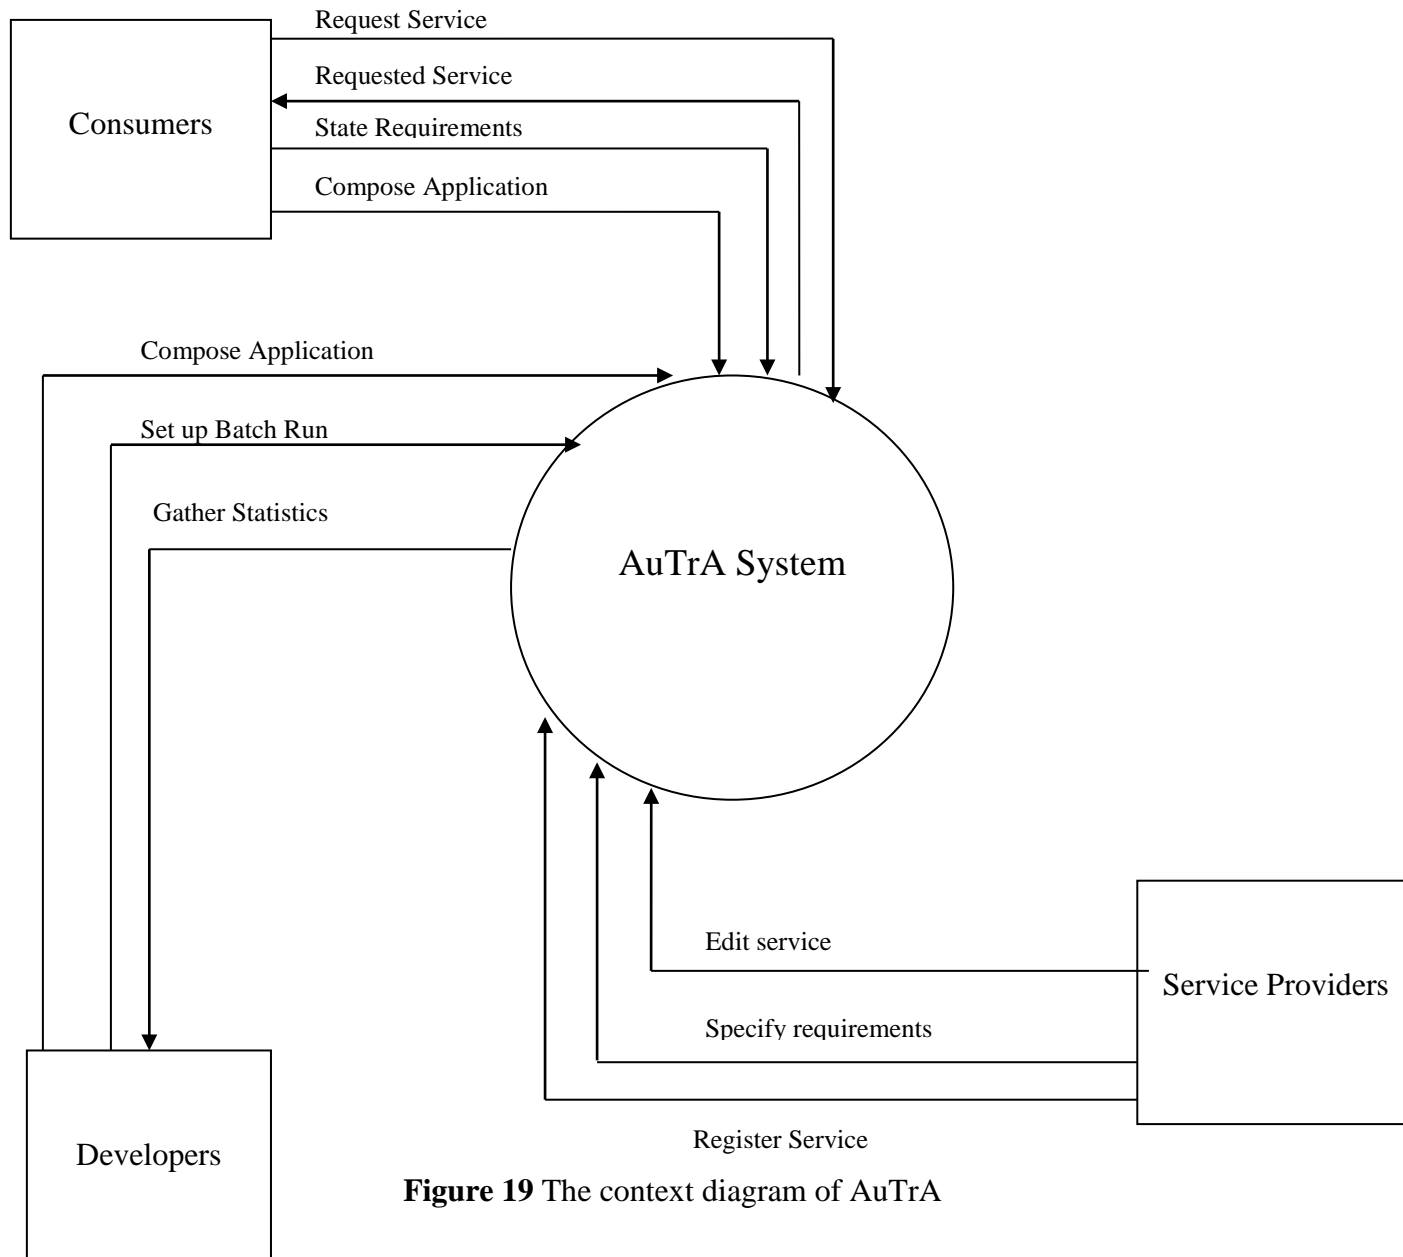 Request Service
Requested Service
Consumers
State Requirements
Compose Application
Compose Application
Set up Batch Run
Gather Statistics
AuTrA System
Edit service
Service Providers
Specify requirements
Register Service
Developers
Figure 19 The context diagram of AuTrA